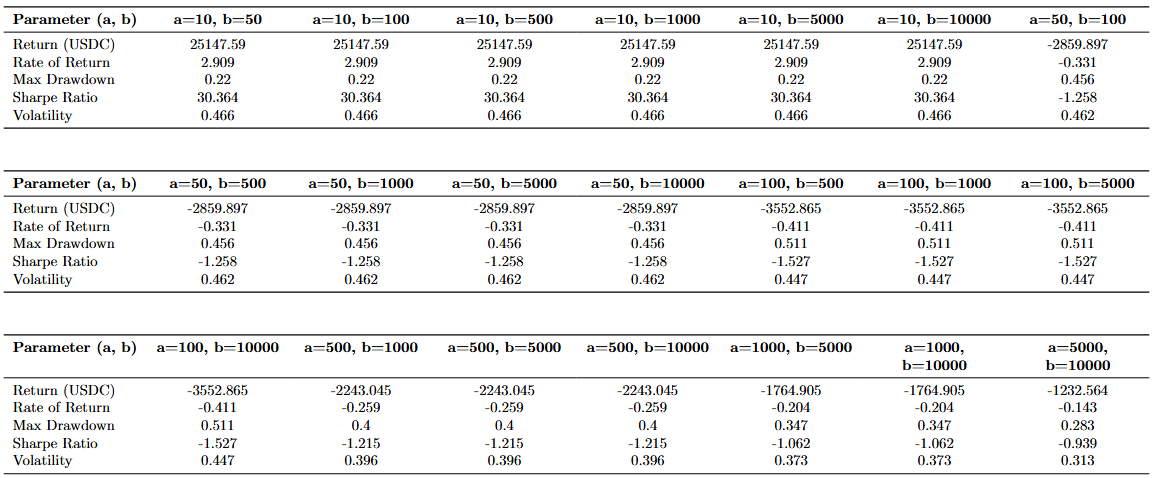 Parameter (a, b) a=10, b=50 a=10, b=100 a=10, b=500 a=10, b=1000 a=10, b=5000 a=10, b=10000 a=50, b=100
Return (USDC) 25147.59 25147.59 25147.59 25147.59 25147.59 25147.59 -2859.897
Rate of Return 2.909 2.909 2.909 2.909 2.909 2.909 -0.331
Max Drawdown 0.22 0.22 0.22 0.22 0.22 0.22 0.456
Sharpe Ratio 30.364 30.364 30.364 30.364 30.364 30.364 -1.258
Volatility 0.466 0.466 0.466 0.466 0.466 0.466 0.462
Parameter (a, b) a=50, b=500 a=50, b=1000 a=50, b=5000 a=50, b=10000 a=100, b=500 a=100, b=1000 a=100, b=5000
Return (USDC) -2859.897 -2859.897 -2859.897 -2859.897 -3552.865 -3552.865 -3552.865
Rate of Return -0.331 -0.331 -0.331 -0.331 -0.411 -0.411 -0.411
Max Drawdown 0.456 0.456 0.456 0.456 0.511 0.511 0.511
Sharpe Ratio -1.258 -1.258 -1.258 -1.258 -1.527 -1.527 -1.527
Volatility 0.462 0.462 0.462 0.462 0.447 0.447 0.447
Parameter (a, b) a=100, b=10000 a=500, b=1000 a=500, b=5000 a=500, b=10000 a=1000, b=5000 a=1000, a=5000,
b=10000 b=10000
Return (USDC) -3552.865 -2243.045 -2243.045 -2243.045 -1764.905 -1764.905 -1232.564
Rate of Return -0.411 -0.259 -0.259 -0.259 -0.204 -0.204 -0.143
Max Drawdown 0.511 0.4 0.4 0.4 0.347 0.347 0.283
Sharpe Ratio -1.527 -1.215 -1.215 -1.215 -1.062 -1.062 -0.939
Volatility 0.447 0.396 0.396 0.396 0.373 0.373 0.313